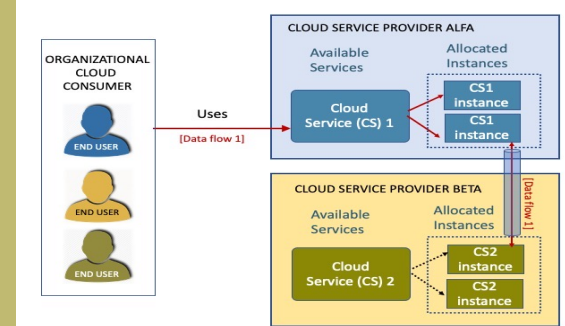 ORGANIZATIONAL
CLOUD
CONSUMER
END USER
END USER
END USER
Uses
[Data flow 1]
CLOUD SERVICE PROVIDER ALFA
Available
Services
Allocated
Instances
Cloud
Service (CS) 1
CS1
instance
CS1
instance
[Data flow 1]
CLOUD SERVICE PROVIDER BETA
Available
Services
Allocated
Instances
Cloud
Service (CS) 2
CS2
instance
CS2
instance